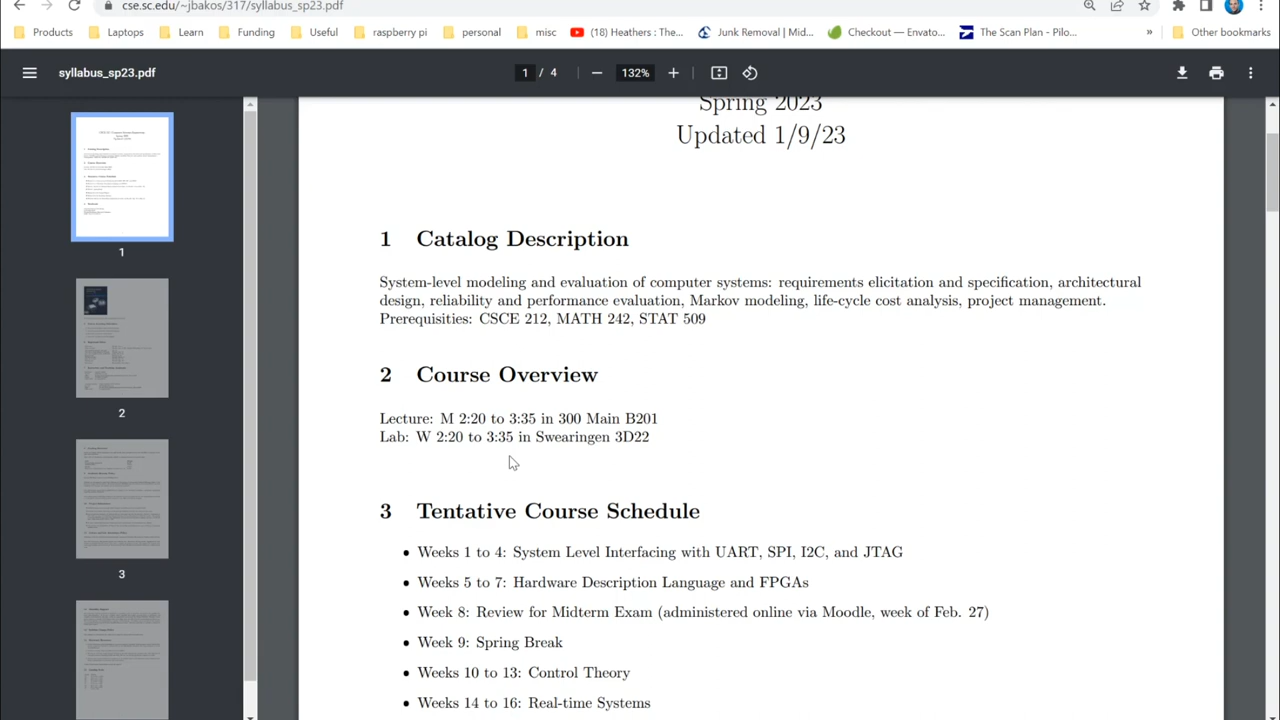 cse.sc.edu/~jbakos/317/syllabus_sp23.pdf
Products Laptops Learn Funding Useful raspberry pi personal misc (18) Heathers : The... Junk Removal | Mid... Checkout — Envato... The Scan Plan - Pilo... » Other bookmarks
syllabus_sp23.pdf 1 / 4 132%
Spring 2023
Updated 1/9/23
1 Catalog Description
System-level modeling and evaluation of computer systems: requirements elicitation and specification, architectural
design, reliability and performance evaluation, Markov modeling, life-cycle cost analysis, project management.
Prerequisities: CSCE 212, MATH 242, STAT 509
2 Course Overview
Lecture: M 2:20 to 3:35 in 300 Main B201
Lab: W 2:20 to 3:35 in Swearingen 3D22
3 Tentative Course Schedule
• Weeks 1 to 4: System Level Interfacing with UART, SPI, I2C, and JTAG
• Weeks 5 to 7: Hardware Description Language and FPGAs
• Week 8: Review for Midterm Exam (administered online via Moodle, week of Feb. 27)
• Week 9: Spring Break
• Weeks 10 to 13: Control Theory
• Weeks 14 to 16: Real-time Systems
1
2
3